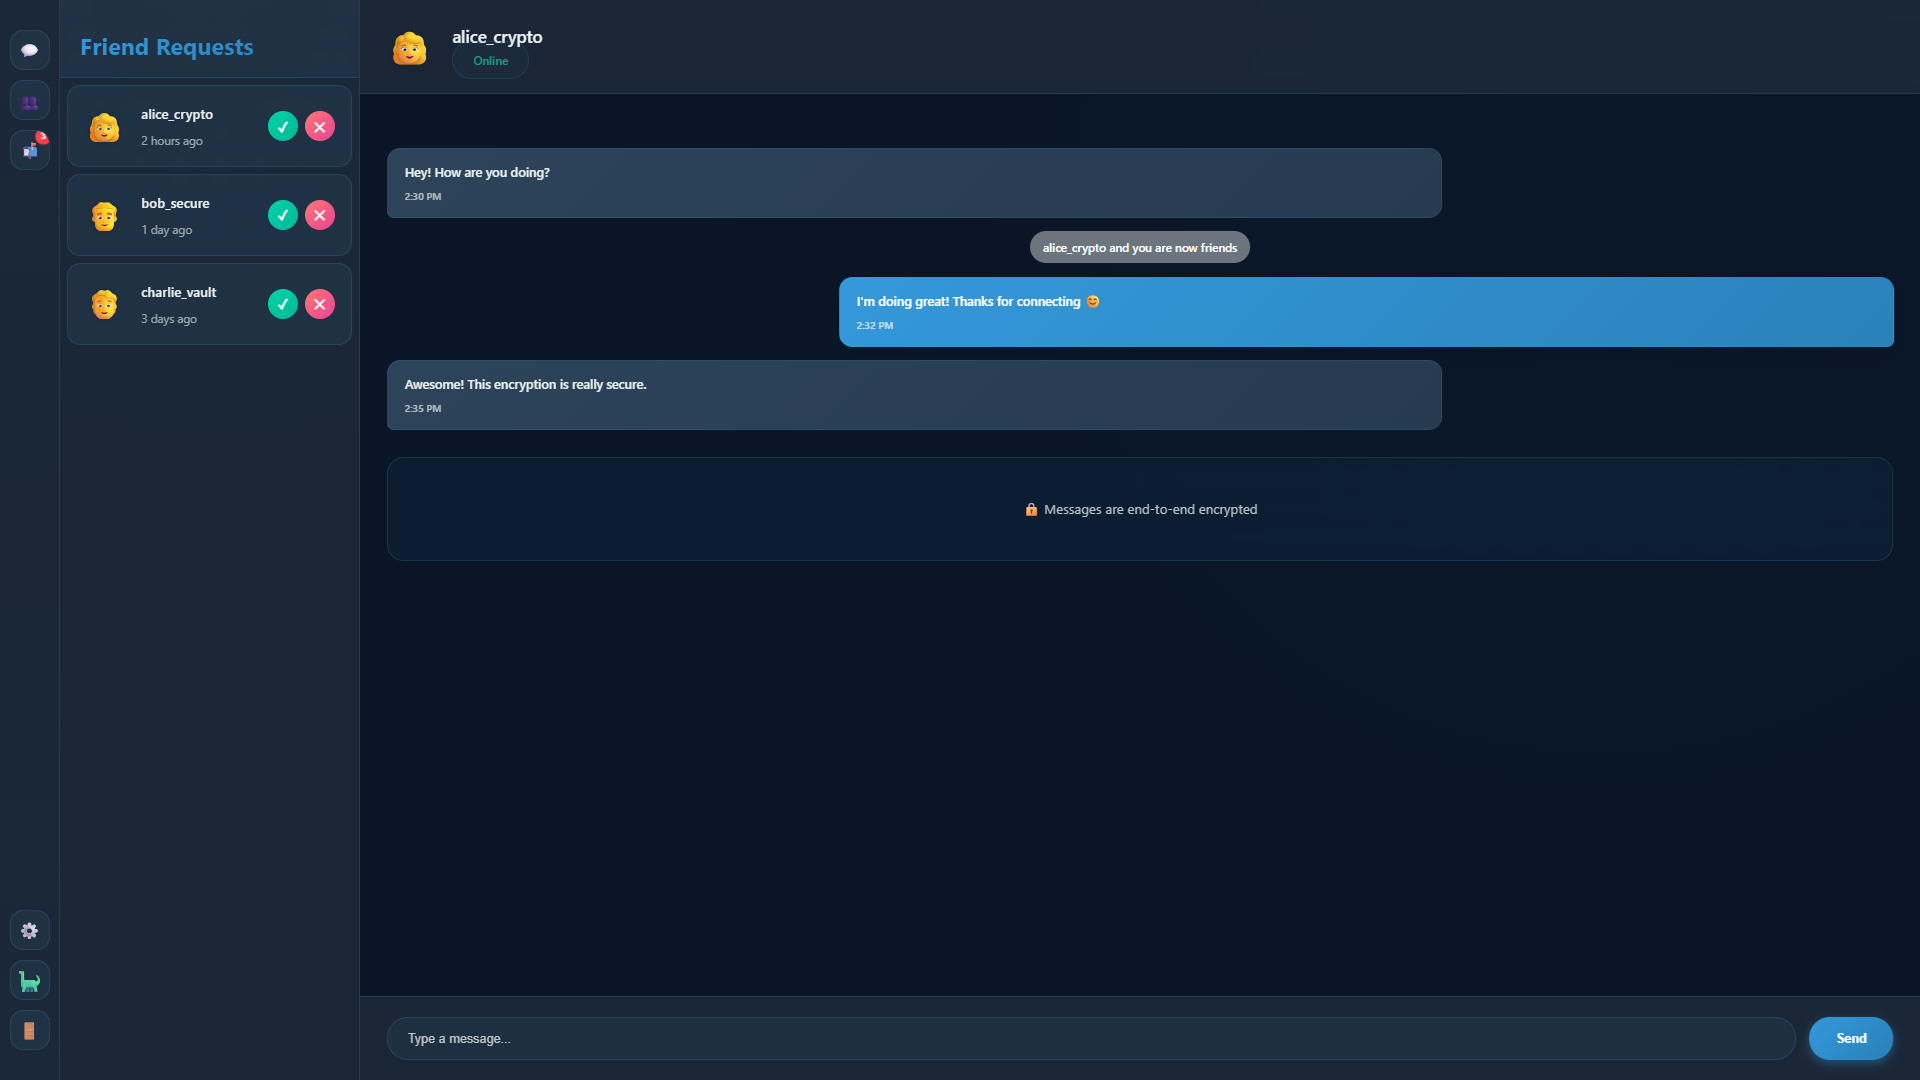 3
Friend Requests
alice_crypto
2 hours ago
bob_secure
1 day ago
charlie_vault
3 days ago
alice_crypto
Online
Hey! How are you doing?
2:30 PM
alice_crypto and you are now friends
I'm doing great! Thanks for connecting 😊
2:32 PM
Awesome! This encryption is really secure.
2:35 PM
🔒 Messages are end-to-end encrypted
Type a message...
Send